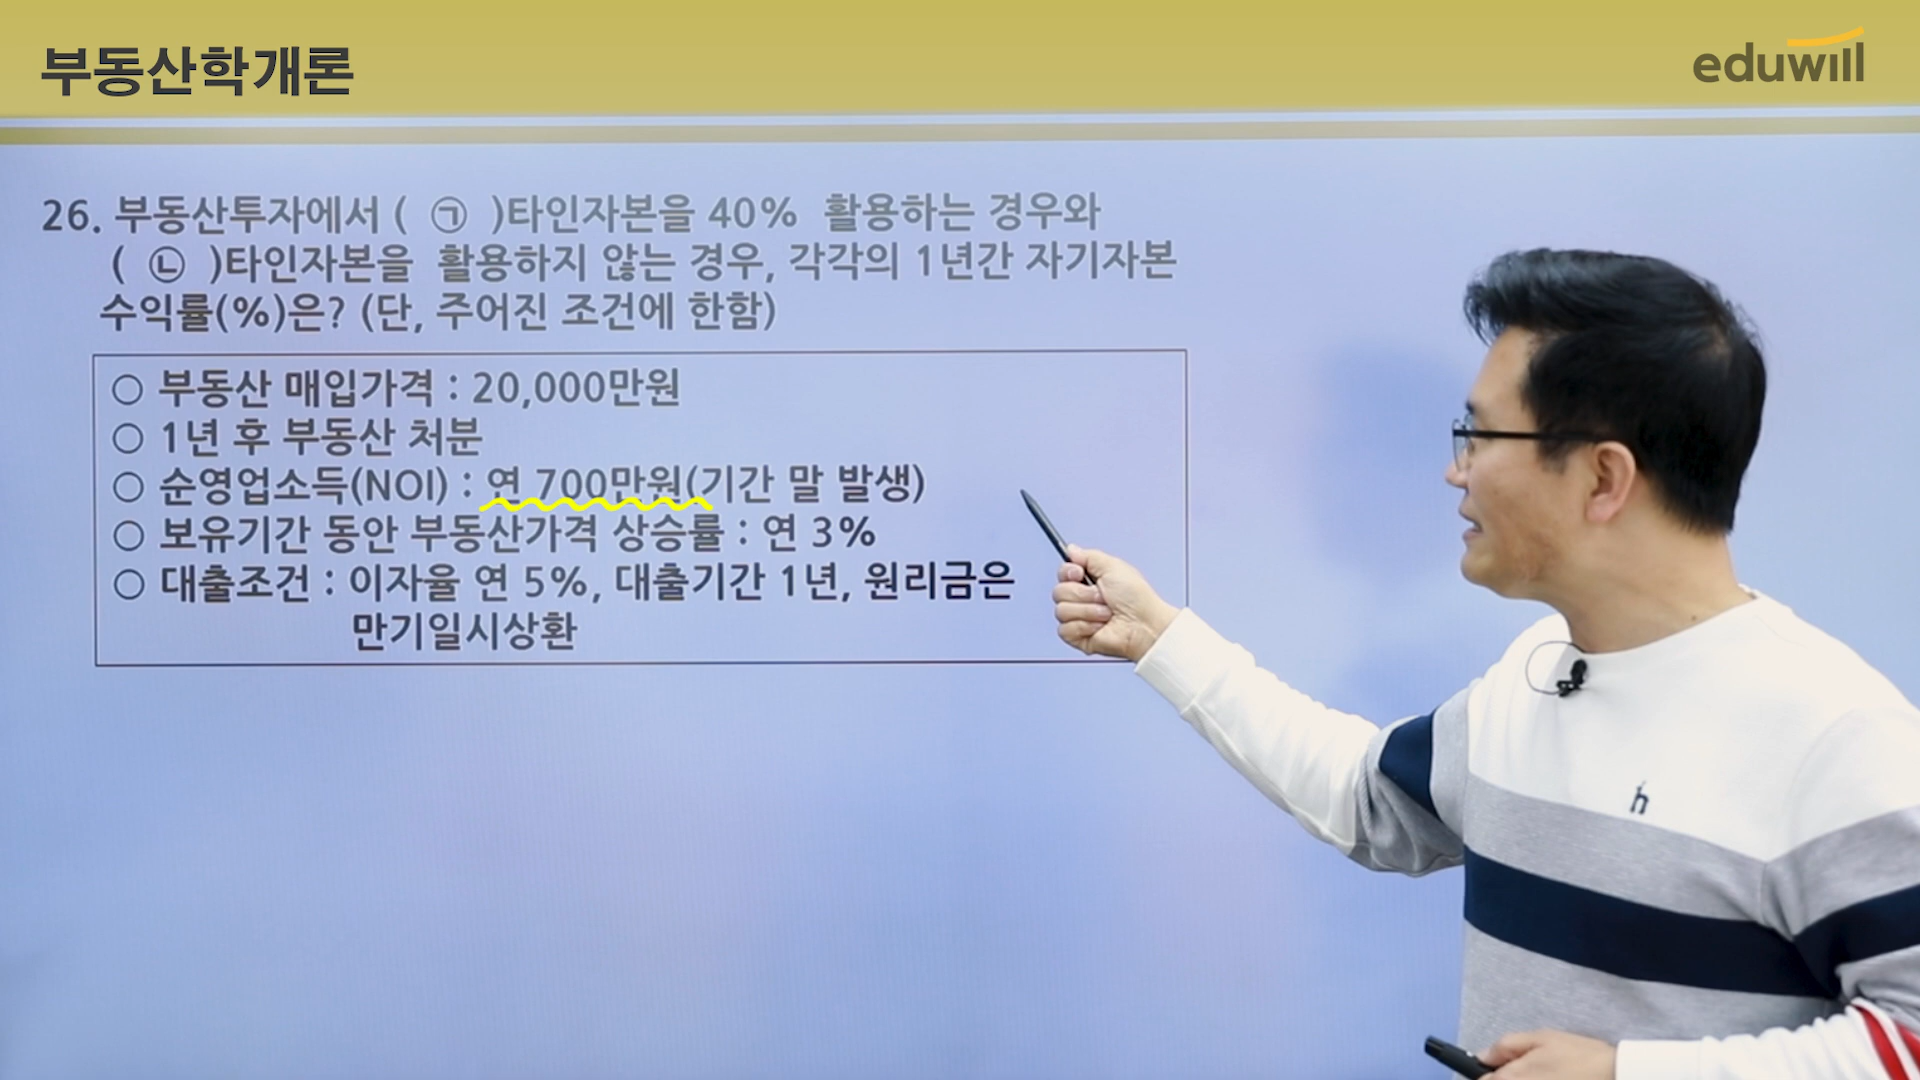 부동산학개론
eduwill
26. 부동산투자에서 ( ㉠ )타인자본을 40% 활용하는 경우와
( ㉡ )타인자본을 활용하지 않는 경우, 각각의 1년간 자기자본
수익률(%)은? (단, 주어진 조건에 한함)
○ 부동산 매입가격 : 20,000만원
○ 1년 후 부동산 처분
○ 순영업소득(NOI) : 연 700만원(기간 말 발생)
○ 보유기간 동안 부동산가격 상승률 : 연 3%
○ 대출조건 : 이자율 연 5%, 대출기간 1년, 원리금은
만기일시상환
h